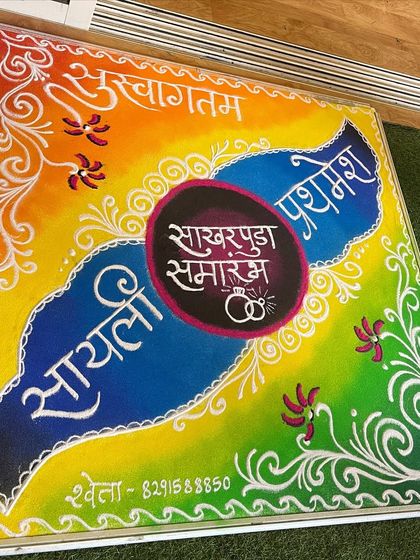 सुस्वागतम
प्रथमेश
साखरपुडा
समारंभ
सायली
श्वेता - 8291588850